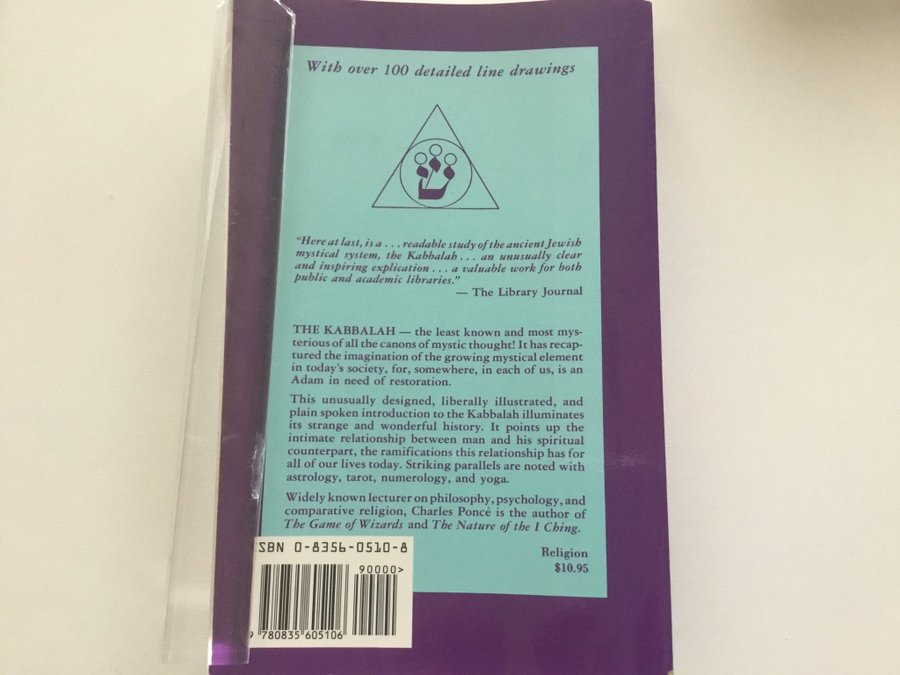 With over 100 detailed line drawings
ש
"Here at last, is a . . . readable study of the ancient Jewish
mystical system, the Kabbalah . . . an unusually clear
and inspiring explication . . . a valuable work for both
public and academic libraries."
— The Library Journal
THE KABBALAH — the least known and most mys-
terious of all the canons of mystic thought! It has recap-
tured the imagination of the growing mystical element
in today's society, for, somewhere, in each of us, is an
Adam in need of restoration.
This unusually designed, liberally illustrated, and
plain spoken introduction to the Kabbalah illuminates
its strange and wonderful history. It points up the
intimate relationship between man and his spiritual
counterpart, the ramifications this relationship has for
all of our lives today. Striking parallels are noted with
astrology, tarot, numerology, and yoga.
Widely known lecturer on philosophy, psychology, and
comparative religion, Charles Poncé is the author of
The Game of Wizards and The Nature of the I Ching.
Religion
$10.95
ISBN 0-8356-0510-8
90000>
9 780835 605106